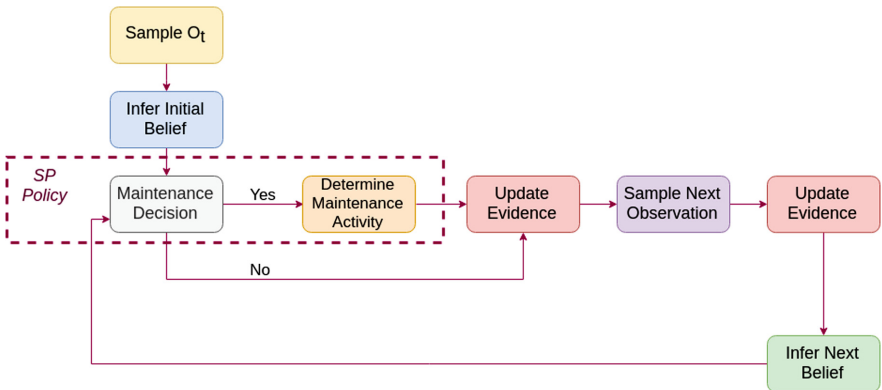 Sample Ot
Infer Initial
Belief
SP
Policy
Maintenance
Decision
Yes
Determine
Maintenance
Activity
Update
Evidence
Sample Next
Observation
Update
Evidence
No
Infer Next
Belief